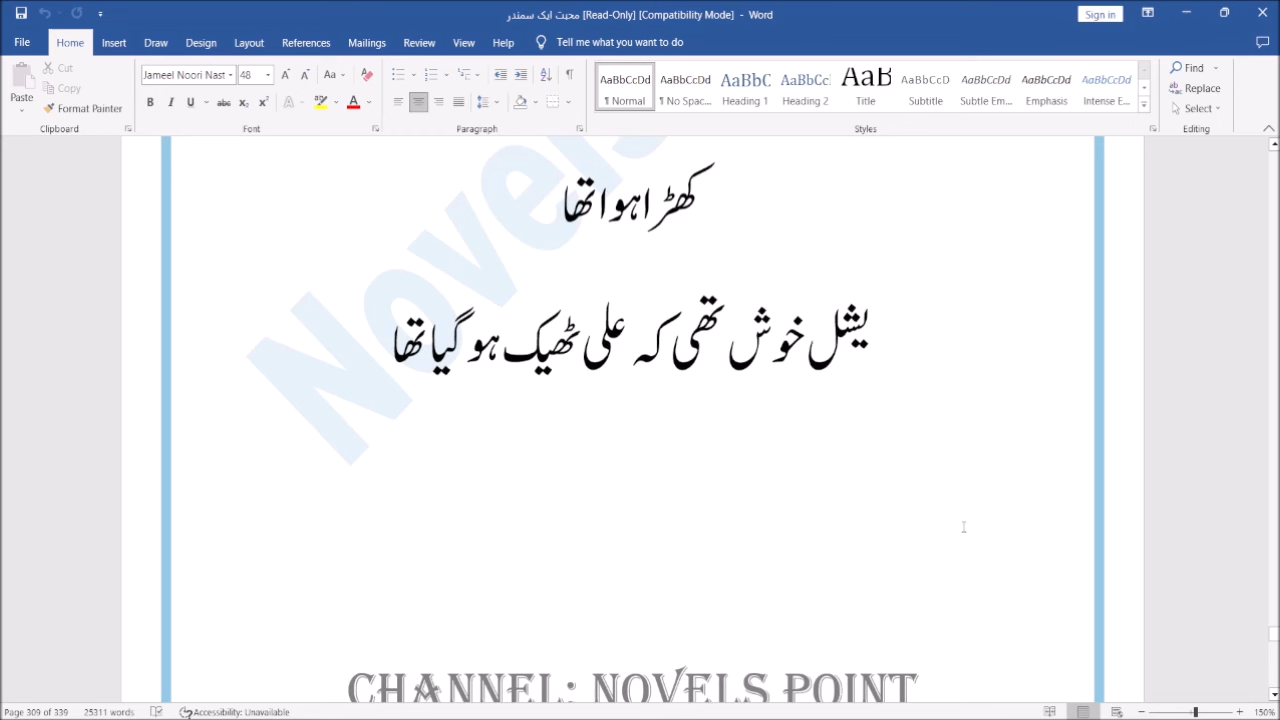 محبت ایک سمندر [Read-Only] [Compatibility Mode] - Word
Sign in
File Home Insert Draw Design Layout References Mailings Review View Help Tell me what you want to do
Paste
Cut
Copy
Format Painter
Clipboard
Jameel Noori Nast 48
Font
Paragraph
AaBbCcDd AaBbCcDd AaBbC AaBbCc AaB AaBbCcD AaBbCcDd AaBbCcDd AaBbCcDd
¶ Normal ¶ No Spac... Heading 1 Heading 2 Title Subtitle Subtle Em... Emphasis Intense E...
Styles
Find
Replace
Select
Editing
Novels
کھڑا ہوا تھا
یشل خوش تھی کہ علی ٹھیک ہو گیا تھا
CHANNEL: NOVELS POINT
Page 309 of 339 25311 words Accessibility: Unavailable 150%